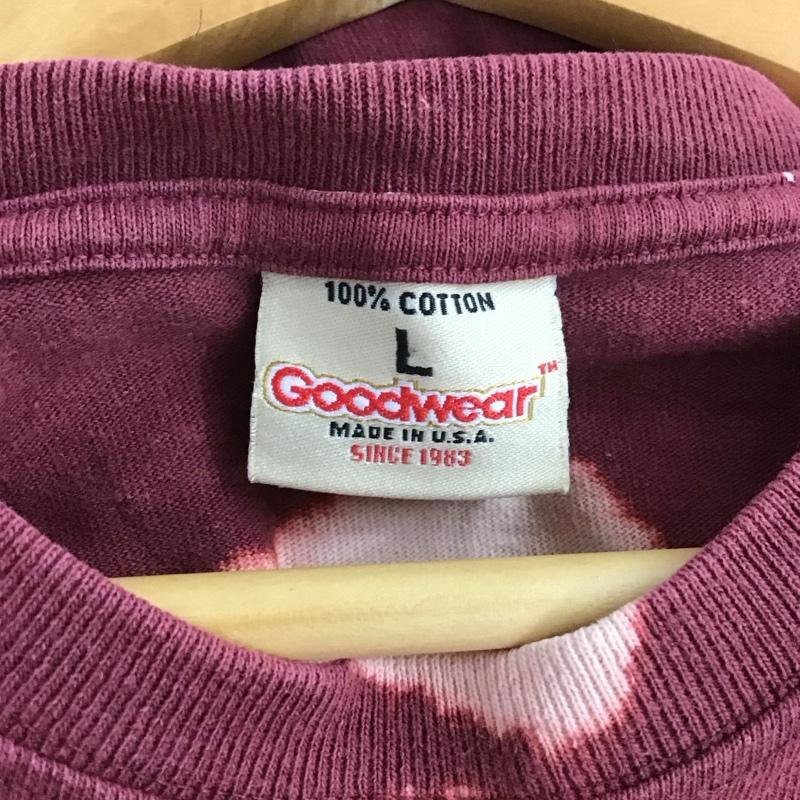 100% COTTON
L
Goodwear™
MADE IN U.S.A.
SINCE 1983